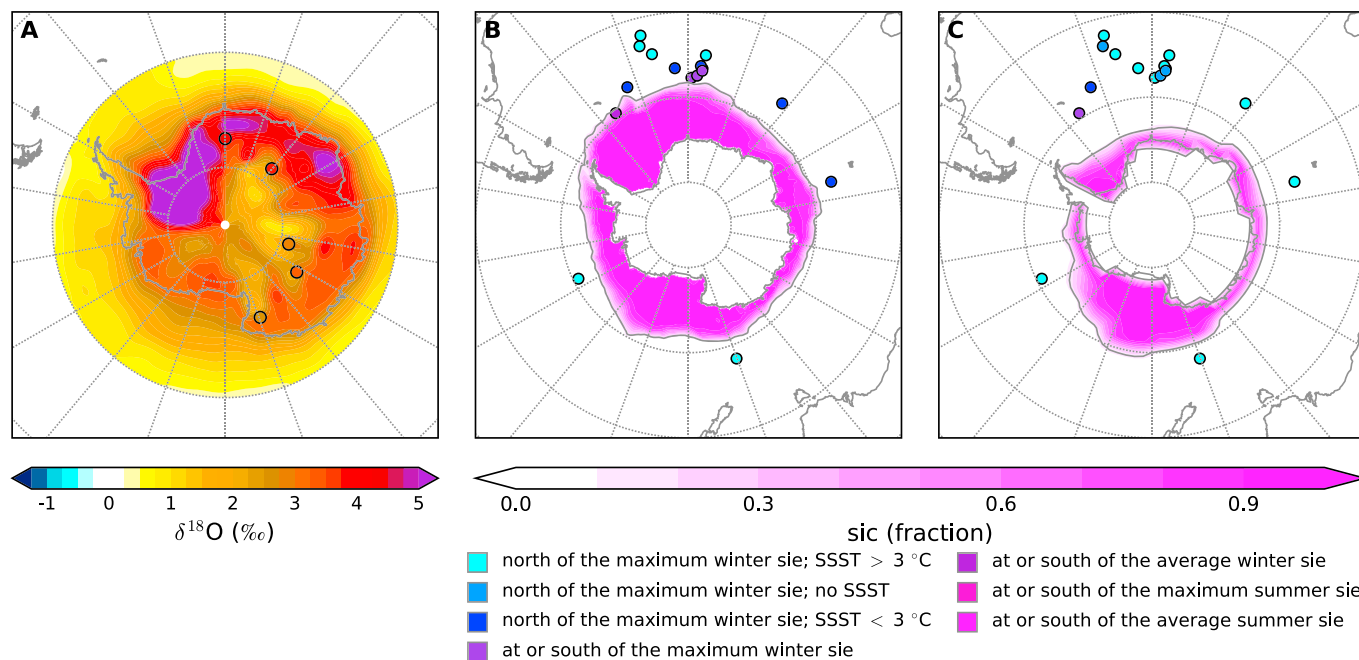 A
B
C
-1 0 1 2 3 4 5
δ18O (‰)
0.0 0.3 0.6 0.9
sic (fraction)
north of the maximum winter sie; SSST > 3 °C
north of the maximum winter sie; no SSST
north of the maximum winter sie; SSST < 3 °C
at or south of the maximum winter sie
at or south of the average winter sie
at or south of the maximum summer sie
at or south of the average summer sie